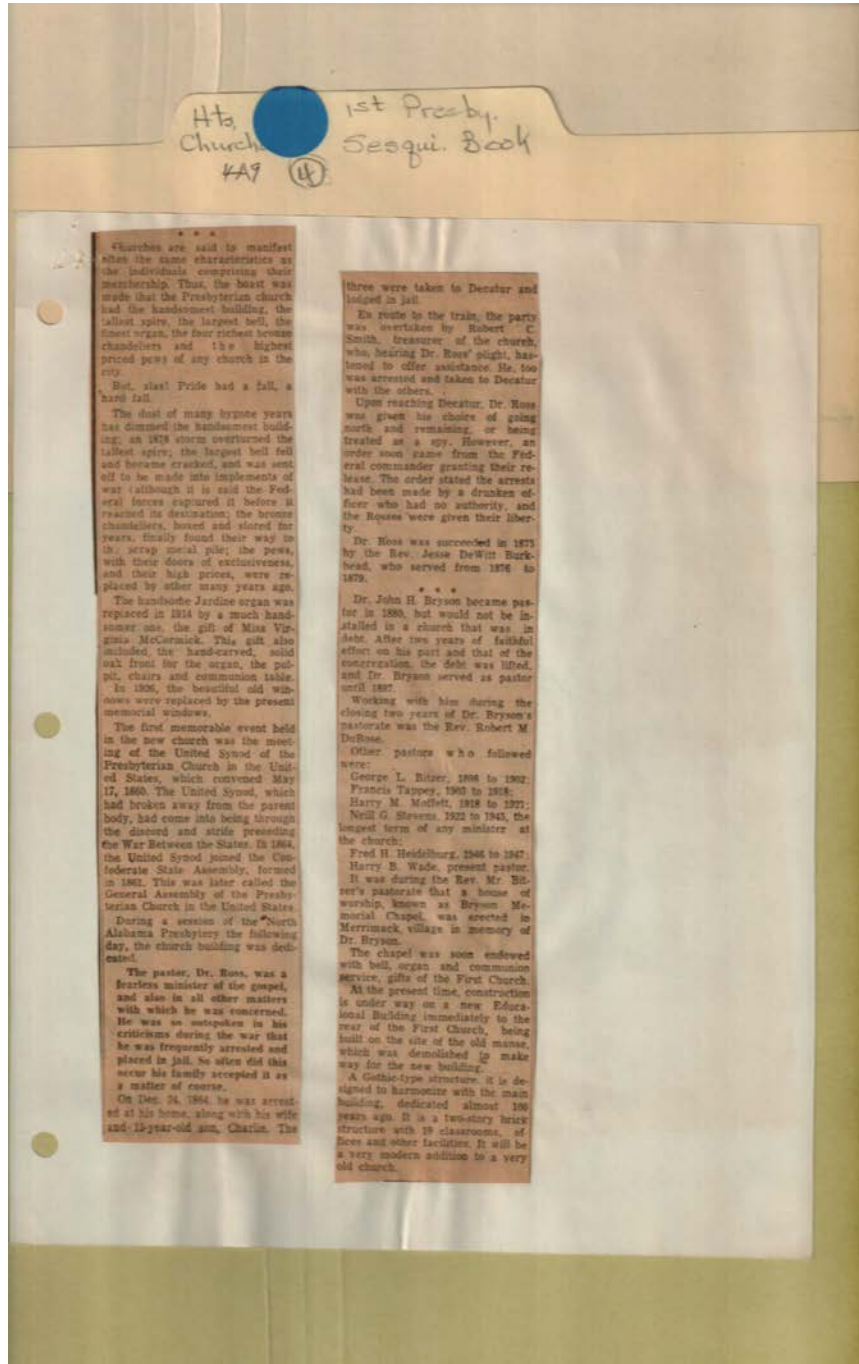 Hts. 1st Presby.
Church Sesqui. Book
4A9 4
* * *
Churches are said to manifest
often the same characteristics as
the individuals comprising their
membership. Thus, the boast was
made that the Presbyterian church
had the handsomest building, the
tallest spire, the largest bell, the
finest organ, the four richest bronze
chandeliers and the highest
priced pews of any church in the
city.
But, alas! Pride had a fall, a
hard fall.
The dust of many bygone years
has dimmed the handsomest build-
ing; an 1878 storm overturned the
tallest spire; the largest bell fell
and became cracked, and was sent
off to be made into implements of
war (although it is said the Fed-
eral forces captured it before it
reached its destination; the bronze
chandeliers, boxed and stored for
years, finally found their way to
the scrap metal pile; the pews,
with their doors of exclusiveness,
and their high prices, were re-
placed by other many years ago.
The handsome Jardine organ was
replaced in 1914 by a much hand-
somer one, the gift of Miss Vir-
ginia McCormick. This gift also
included the hand-carved, solid
oak front for the organ, the pul-
pit, chairs and communion table.
In 1906, the beautiful old win-
dows were replaced by the present
memorial windows.
The first memorable event held
in the new church was the meet-
ing of the United Synod of the
Presbyterian Church in the Unit-
ed States, which convened May
17, 1860. The United Synod, which
had broken away from the parent
body, had come into being through
the discord and strife preceding
the War Between the States. In 1864,
the United Synod joined the Con-
federate State Assembly, formed
in 1861. This was later called the
General Assembly of the Presby-
terian Church in the United States.
During a session of the North
Alabama Presbytery the following
day, the church building was dedi-
cated.
The pastor, Dr. Ross, was a
fearless minister of the gospel,
and also in all other matters
with which he was concerned.
He was so outspoken in his
criticisms during the war that
he was frequently arrested and
placed in jail. So often did this
occur his family accepted it as
a matter of course.
On Dec. 24, 1864, he was arrest-
ed at his home, along with his wife
and 15-year-old son, Charlie. The
three were taken to Decatur and
lodged in jail.
En route to the train, the party
was overtaken by Robert C.
Smith, treasurer of the church,
who, hearing Dr. Ross' plight, has-
tened to offer assistance. He, too
was arrested and taken to Decatur
with the others.
Upon reaching Decatur, Dr. Ross
was given his choice of going
north and remaining, or being
treated as a spy. However, an
order soon came from the Fed-
eral commander granting their re-
lease. The order stated the arrests
had been made by a drunken of-
ficer who had no authority, and
the Rosses were given their liber-
ty.
Dr. Ross was succeeded in 1875
by the Rev. Jesse DeWitt Burk-
head, who served from 1876 to
1879.
* * *
Dr. John H. Bryson became pas-
tor in 1880, but would not be in-
stalled in a church that was in
debt. After two years of faithful
effort on his part and that of the
congregation, the debt was lifted,
and Dr. Bryson served as pastor
until 1897.
Working with him during the
closing two years of Dr. Bryson's
pastorate was the Rev. Robert M.
DuBose.
Other pastors who followed
were:
George L. Bitzer, 1898 to 1902;
Francis Tappey, 1903 to 1918;
Harry M. Moffett, 1918 to 1921;
Neill G. Stevens, 1922 to 1945, the
longest term of any minister at
the church;
Fred H. Heidelburg, 1946 to 1947;
Harry B. Wade, present pastor.
It was during the Rev. Mr. Bit-
zer's pastorate that a house of
worship, known as Bryson Me-
morial Chapel, was erected in
Merrimack village in memory of
Dr. Bryson.
The chapel was soon endowed
with bell, organ and communion
service, gifts of the First Church.
At the present time, construction
is under way on a new Educa-
ional Building immediately to the
rear of the First Church, being
built on the site of the old manse,
which was demolished to make
way for the new building.
A Gothic-type structure, it is de-
signed to harmonize with the main
building, dedicated almost 100
years ago. It is a two-story brick
structure with 19 classrooms, of-
fices and other facilities. It will be
a very modern addition to a very
old church.